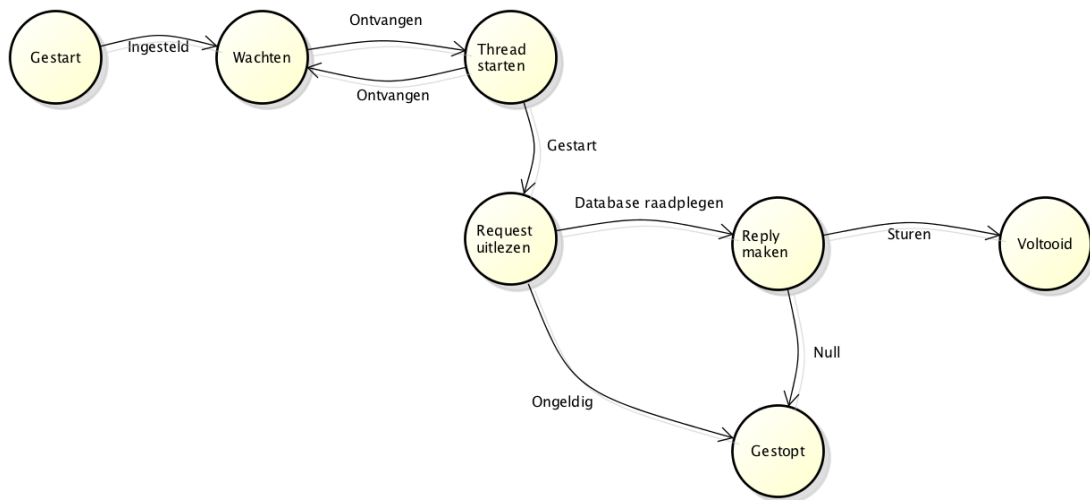 Ontvangen
Gestart
Ingesteld
Wachten
Thread
starten
Ontvangen
Gestart
Database raadplegen
Request
uitlezen
Reply
maken
Sturen
Voltooid
Null
Ongeldig
Gestopt